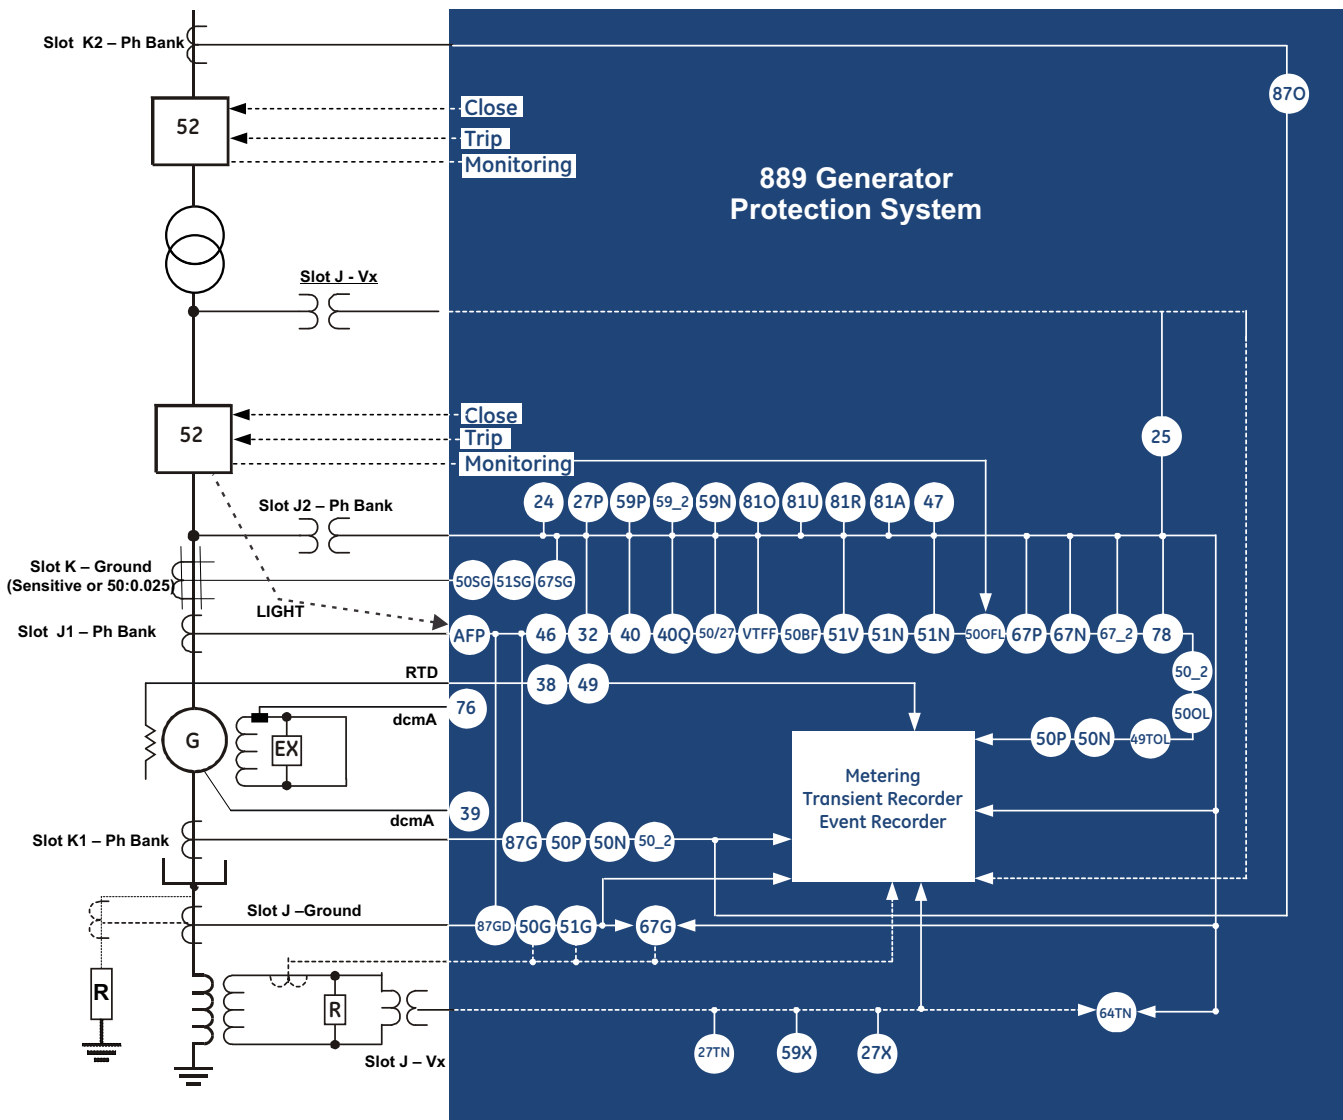 Slot K2 – Ph Bank
87O
52
Close
Trip
Monitoring
889 Generator
Protection System
Slot J - Vx
52
Close
Trip
Monitoring
25
Slot J2 – Ph Bank
24 27P 59P 59_2 59N 81O 81U 81R 81A 47
Slot K – Ground
(Sensitive or 50:0.025)
50SG 51SG 67SG
LIGHT
Slot J1 – Ph Bank
AFP 46 32 40 40Q 50/27 VTFF 50BF 51V 51N 51N 50OFL 67P 67N 67_2 78
RTD
38 49
50_2
76
dcmA
50OL
G
EX
50P 50N 49TOL
Metering
Transient Recorder
Event Recorder
39
dcmA
Slot K1 – Ph Bank
87G 50P 50N 50_2
Slot J –Ground
87GD 50G 51G 67G
R
R
64TN
Slot J – Vx
27TN 59X 27X